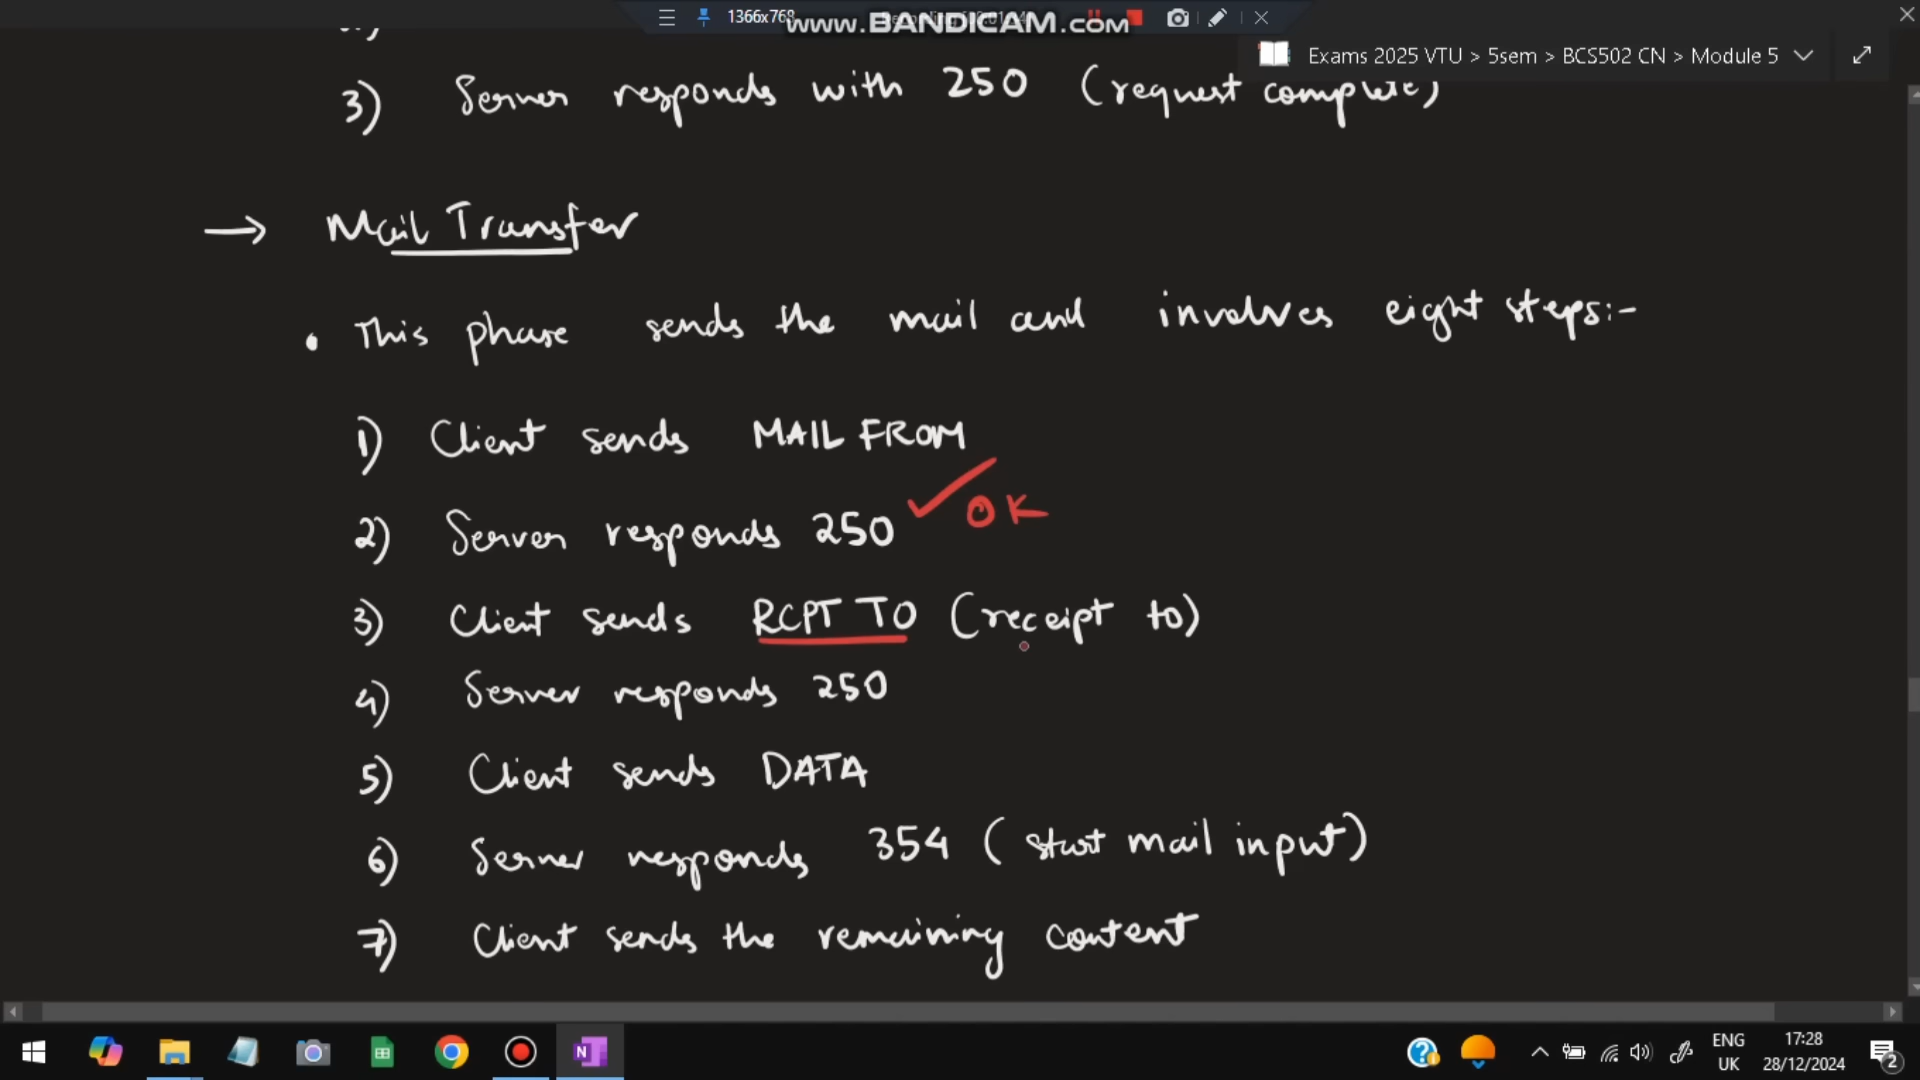 1366x768
www.BANDICAM.com
Exams 2025 VTU > 5sem > BCS502 CN > Module 5
3) Server responds with 250 (request complete)
→ Mail Transfer
• This phase sends the mail and involves eight steps:-
1) Client sends MAIL FROM
2) Server responds 250 ✓ OK
3) Client sends RCPT TO (receipt to)
4) Server responds 250
5) Client sends DATA
6) Server responds 354 (start mail input)
7) Client sends the remaining content
ENG
UK
17:28
28/12/2024
2